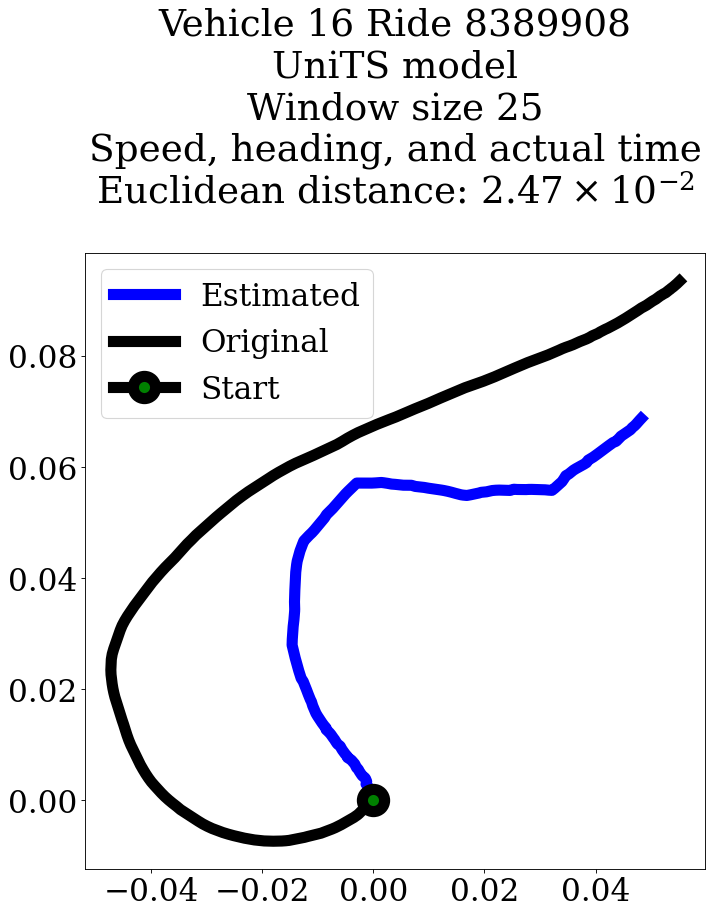 Vehicle 16 Ride 8389908
UniTS model
Window size 25
Speed, heading, and actual time
Euclidean distance: 2.47 × 10⁻²
Estimated
Original
Start
0.08
0.06
0.04
0.02
0.00
−0.04 −0.02 0.00 0.02 0.04